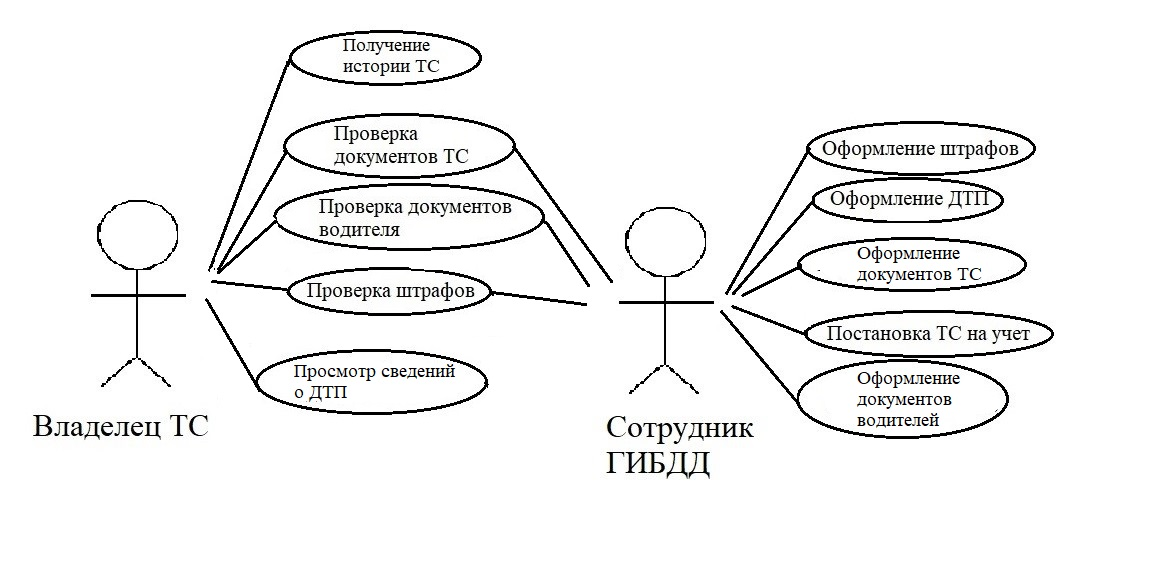 Получение
истории ТС
Проверка
документов ТС
Проверка документов
водителя
Проверка штрафов
Просмотр сведений
о ДТП
Владелец ТС
Сотрудник
ГИБДД
Оформление штрафов
Оформление ДТП
Оформление
документов ТС
Постановка ТС на учет
Оформление
документов
водителей